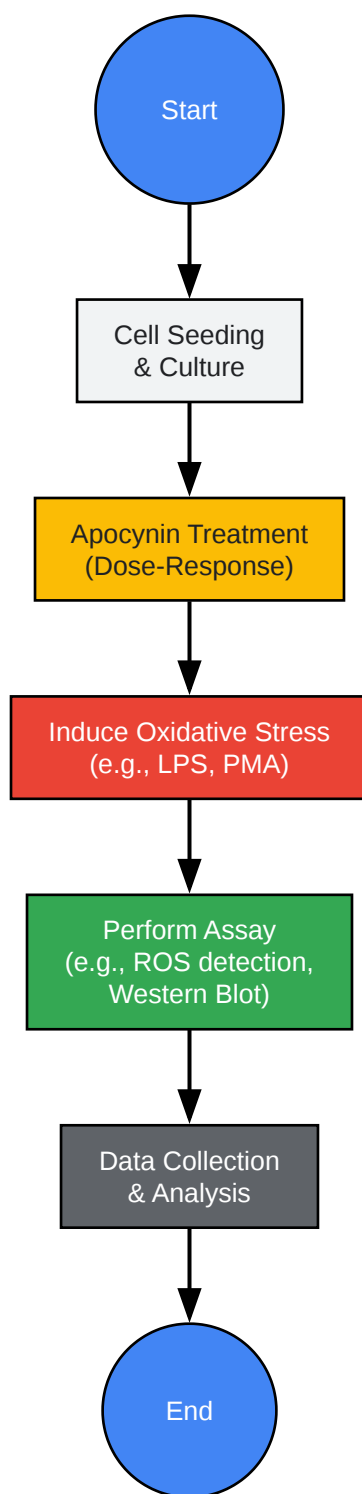 Start
Cell Seeding
& Culture
Apocynin Treatment
(Dose-Response)
Induce Oxidative Stress
(e.g., LPS, PMA)
Perform Assay
(e.g., ROS detection,
Western Blot)
Data Collection
& Analysis
End